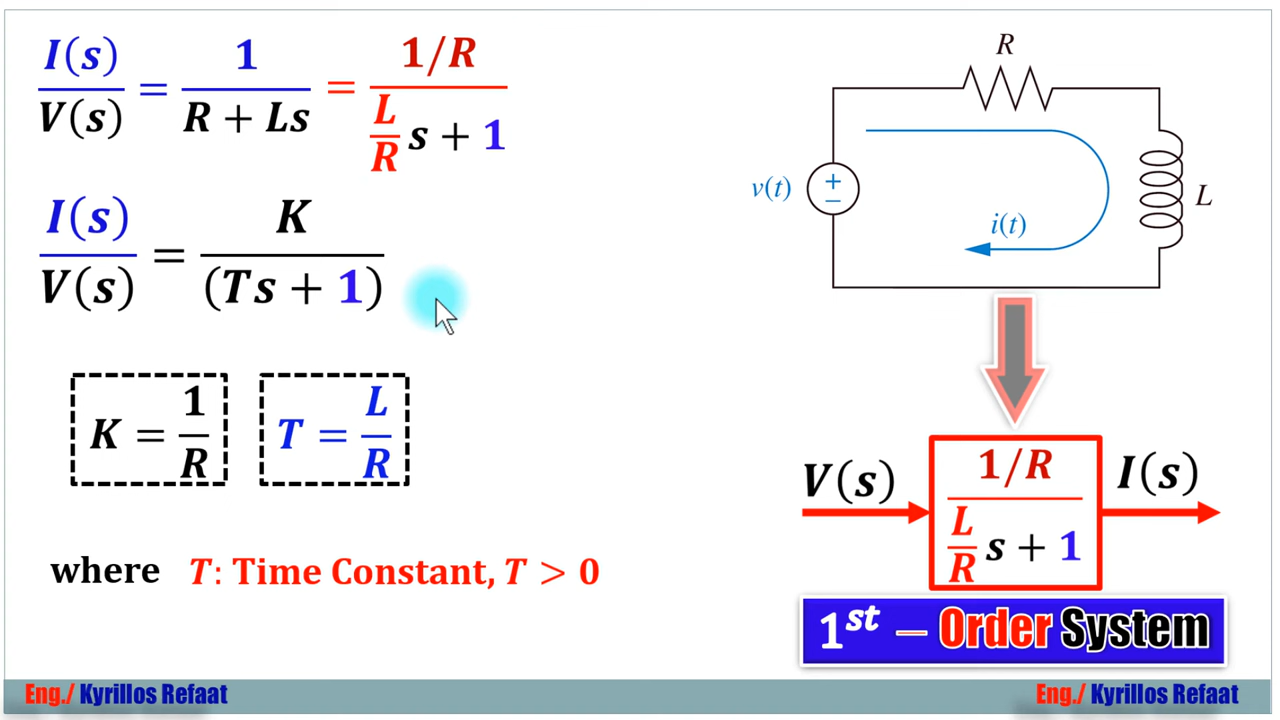 I(s)/V(s) = 1/(R + Ls) = (1/R)/((L/R)s + 1)
I(s)/V(s) = K/(Ts + 1)
K = 1/R
T = L/R
where T: Time Constant, T > 0
R
v(t)
+
−
i(t)
L
V(s)
(1/R)/((L/R)s + 1)
I(s)
1st – Order System
Eng./ Kyrillos Refaat
Eng./ Kyrillos Refaat